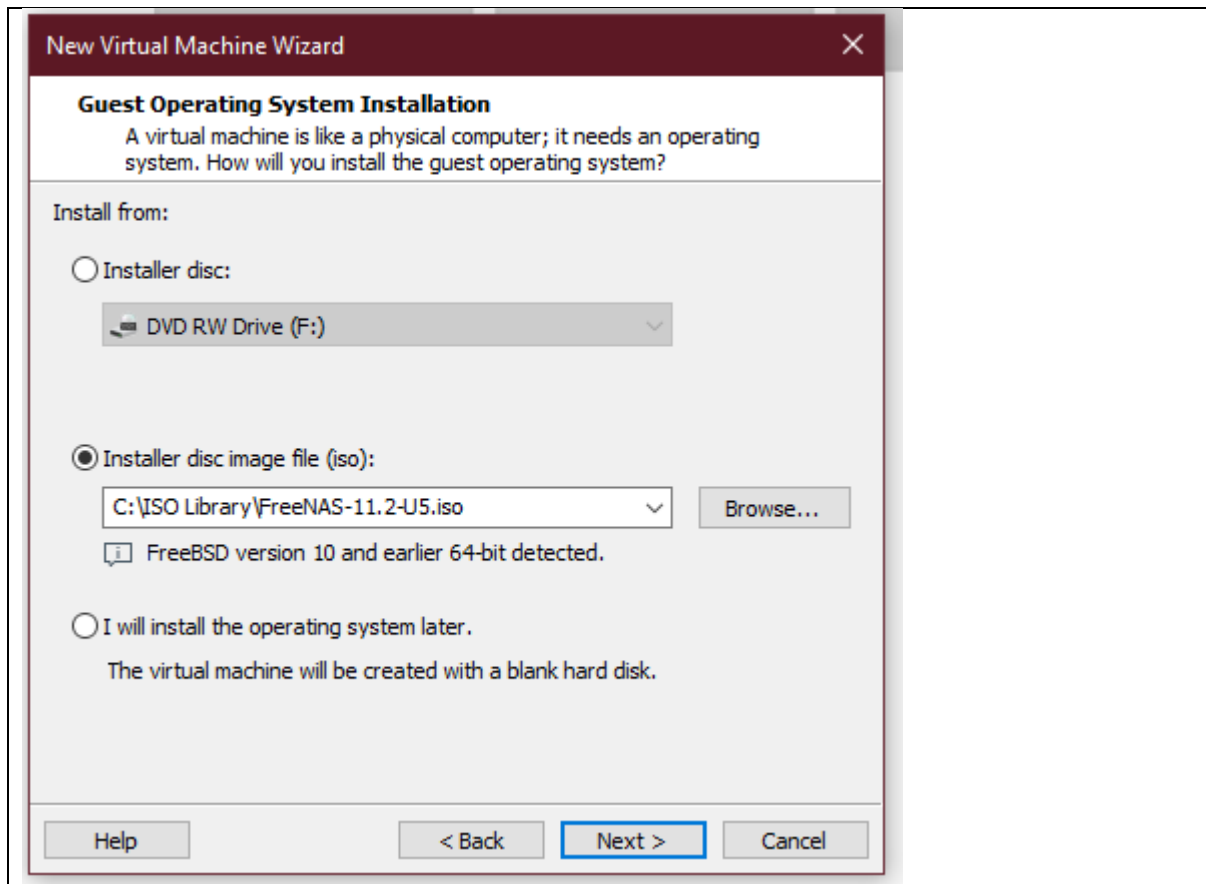 New Virtual Machine Wizard
Guest Operating System Installation
A virtual machine is like a physical computer; it needs an operating
system. How will you install the guest operating system?
Install from:
Installer disc:
DVD RW Drive (F:)
Installer disc image file (iso):
C:\ISO Library\FreeNAS-11.2-U5.iso
Browse...
FreeBSD version 10 and earlier 64-bit detected.
I will install the operating system later.
The virtual machine will be created with a blank hard disk.
Help < Back Next > Cancel